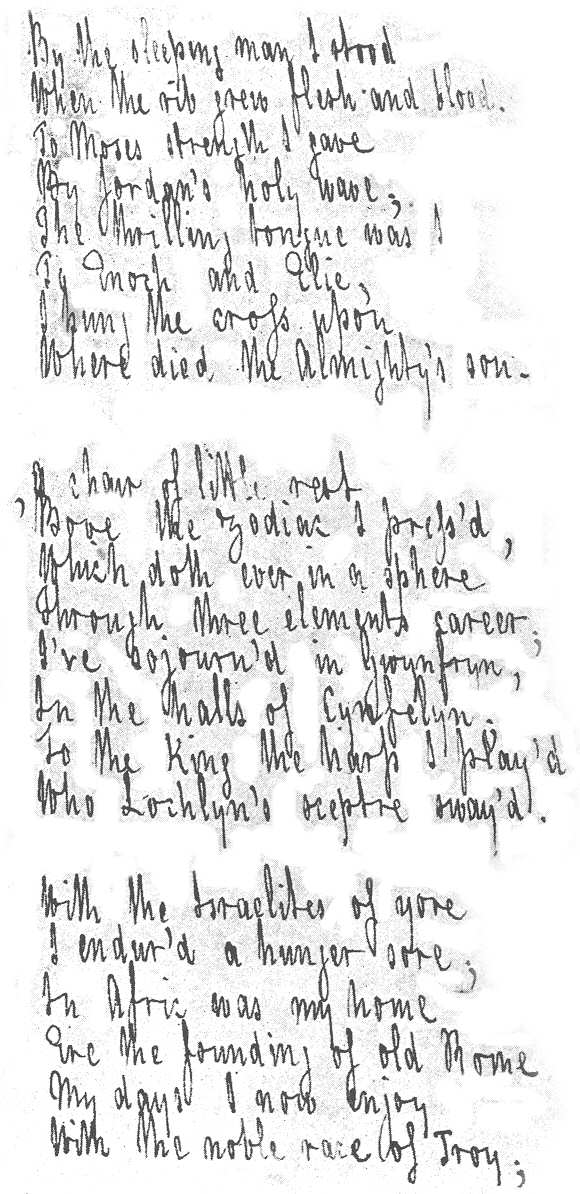 By the sleeping man I stood
When the rib grew flesh and blood.
To Moses strength I gave
By Jordan's holy wave;
The thrilling tongue was I
To Enoch and Elie,
I hung the cross upon
Where died the Almighty's son.
A chair of little rest
'Bove the Zodiac I press'd,
Which doth ever in a sphere
Through three elements career;
I've sojourn'd in Gwynfryn,
In the halls of Cynfelyn.
To the King the harp I play'd
Who Lochlyn's sceptre sway'd.
With the Israelites of yore
I endur'd a hunger sore;
In Afric was my home
Ere the founding of old Rome
My days I now enjoy
With the noble race of Troy;